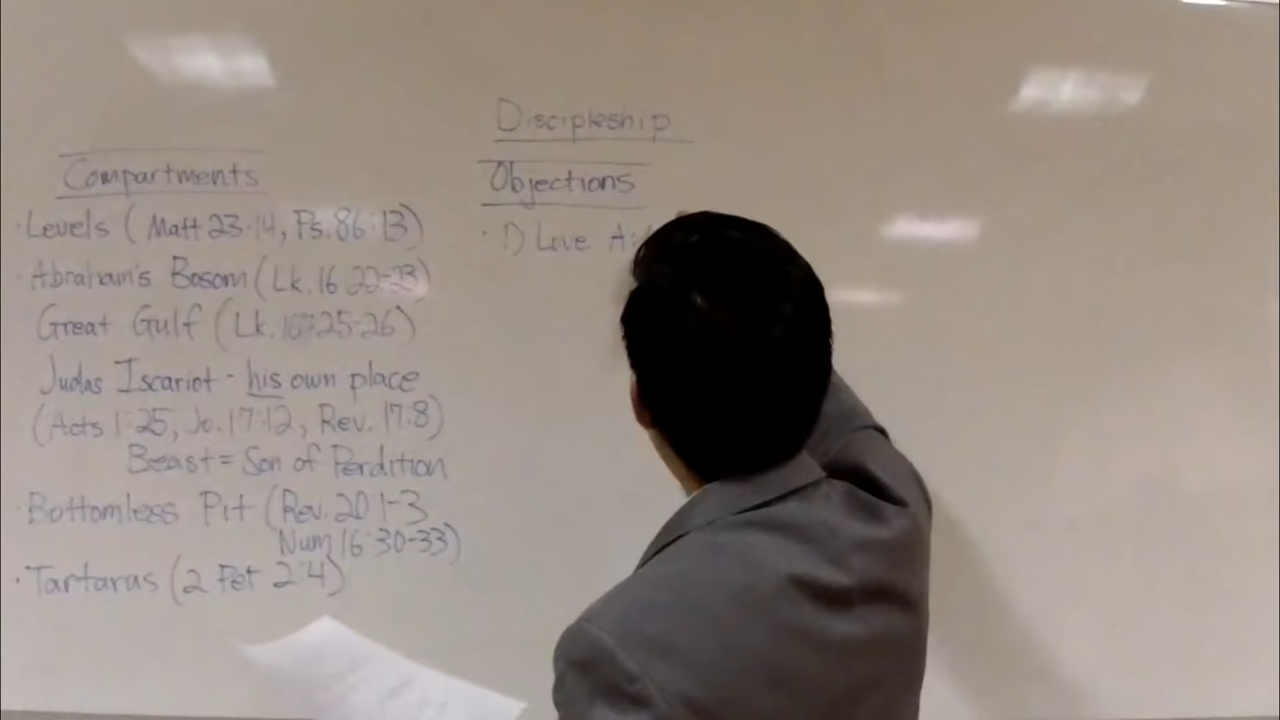 Discipleship
Compartments
·Levels (Matt 23:14, Ps. 86:13)
·Abraham's Bosom (Lk. 16:22-23)
Great Gulf (Lk. 16:25-26)
Judas Iscariot - his own place
(Acts 1:25, Jo. 17:12, Rev. 17:8)
Beast = Son of Perdition
·Bottomless Pit (Rev. 20:1-3
Num 16:30-33)
·Tartarus (2 Pet 2:4)
Objections
· 1) Love